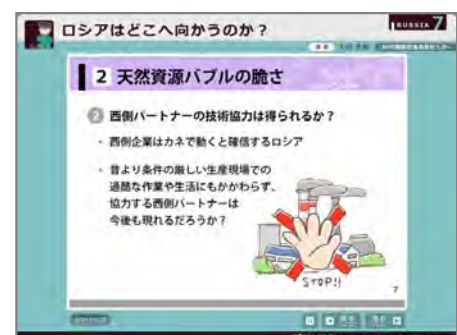 ロシアはどこへ向かうのか？
RUSSIA 7
2 天然資源バブルの脆さ
2 西側パートナーの技術協力は得られるか？
・ 西側企業はカネで動くと確信するロシア
・ 昔より条件の厳しい生産現場での
過酷な作業や生活にもかかわらず、
協力する西側パートナーは
今後も現れるだろうか？
STOP!!
7